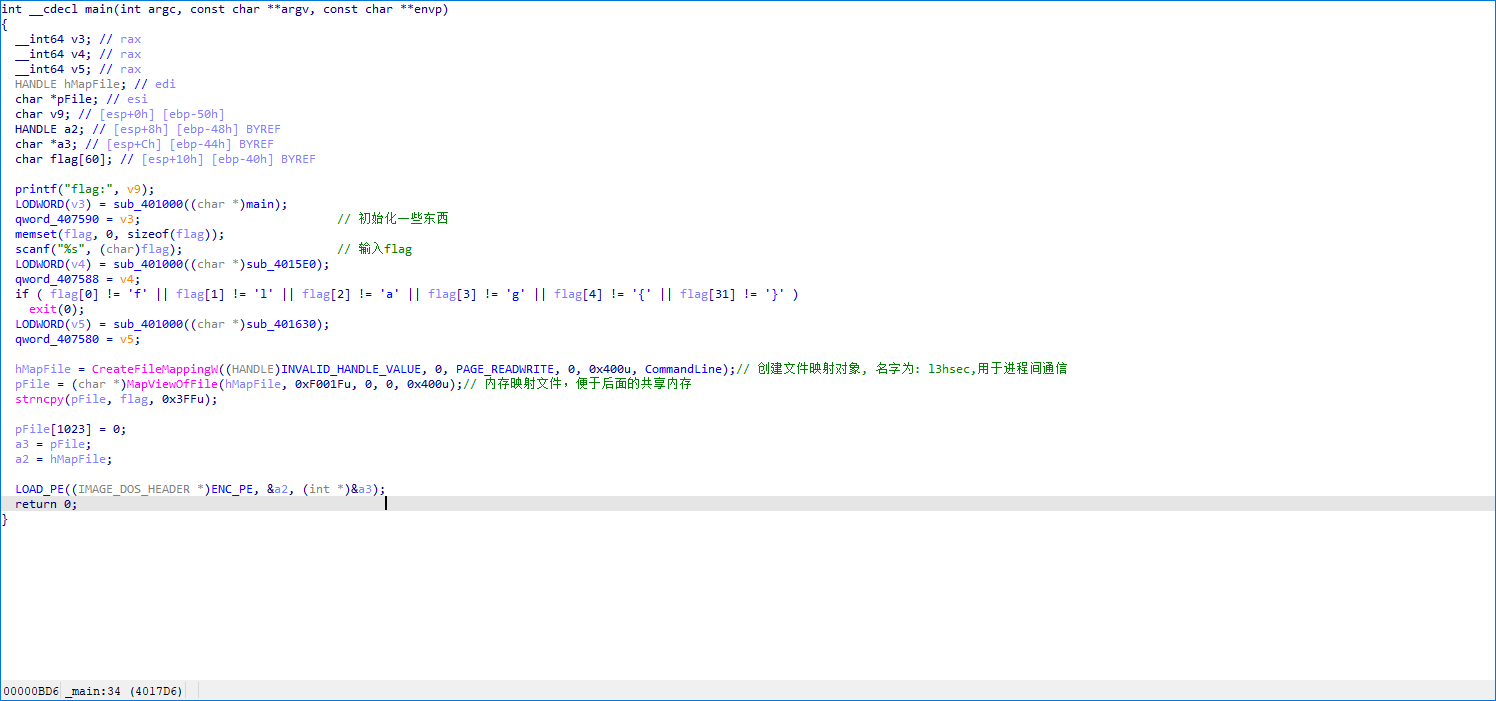 int __cdecl main(int argc, const char **argv, const char **envp)
{
  __int64 v3; // rax
  __int64 v4; // rax
  __int64 v5; // rax
  HANDLE hMapFile; // edi
  char *pFile; // esi
  char v9; // [esp+0h] [ebp-50h]
  HANDLE a2; // [esp+8h] [ebp-48h] BYREF
  char *a3; // [esp+Ch] [ebp-44h] BYREF
  char flag[60]; // [esp+10h] [ebp-40h] BYREF

  printf("flag:", v9);
  LODWORD(v3) = sub_401000((char *)main);
  qword_407590 = v3; // 初始化一些东西
  memset(flag, 0, sizeof(flag));
  scanf("%s", (char)flag); // 输入flag
  LODWORD(v4) = sub_401000((char *)sub_4015E0);
  qword_407588 = v4;
  if ( flag[0] != 'f' || flag[1] != 'l' || flag[2] != 'a' || flag[3] != 'g' || flag[4] != '{' || flag[31] != '}' )
    exit(0);
  LODWORD(v5) = sub_401000((char *)sub_401630);
  qword_407580 = v5;

  hMapFile = CreateFileMappingW((HANDLE)INVALID_HANDLE_VALUE, 0, PAGE_READWRITE, 0, 0x400u, CommandLine);// 创建文件映射对象, 名字为: l3hsec,用于进程间通信
  pFile = (char *)MapViewOfFile(hMapFile, 0xF001Fu, 0, 0, 0x400u);// 内存映射文件，便于后面的共享内存
  strncpy(pFile, flag, 0x3FFu);

  pFile[1023] = 0;
  a3 = pFile;
  a2 = hMapFile;

  LOAD_PE((IMAGE_DOS_HEADER *)ENC_PE, &a2, (int *)&a3);
  return 0;
}
00000BD6 _main:34 (4017D6)